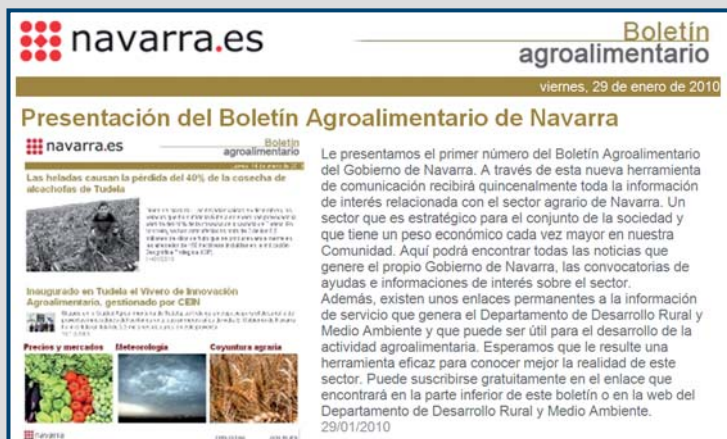 navarra.es
Boletín
agroalimentario
viernes, 29 de enero de 2010
Presentación del Boletín Agroalimentario de Navarra
navarra.es
Boletín
agroalimentario
Las heladas causan la pérdida del 40% de la cosecha de
alcachofas de Tudela
Inaugurado en Tudela el Vivero de Innovación
Agroalimentario, gestionado por CEIN
Precios y mercados Meteorología Coyuntura agraria
navarra
Le presentamos el primer número del Boletín Agroalimentario
del Gobierno de Navarra. A través de esta nueva herramienta
de comunicación recibirá quincenalmente toda la información
de interés relacionada con el sector agrario de Navarra. Un
sector que es estratégico para el conjunto de la sociedad y
que tiene un peso económico cada vez mayor en nuestra
Comunidad. Aquí podrá encontrar todas las noticias que
genere el propio Gobierno de Navarra, las convocatorias de
ayudas e informaciones de interés sobre el sector.
Además, existen unos enlaces permanentes a la información
de servicio que genera el Departamento de Desarrollo Rural y
Medio Ambiente y que puede ser útil para el desarrollo de la
actividad agroalimentaria. Esperamos que le resulte una
herramienta eficaz para conocer mejor la realidad de este
sector. Puede suscribirse gratuitamente en el enlace que
encontrará en la parte inferior de este boletín o en la web del
Departamento de Desarrollo Rural y Medio Ambiente.
29/01/2010